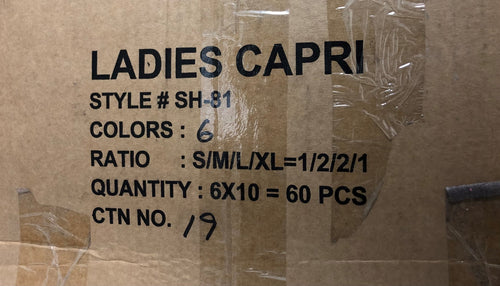 LADIES CAPRI
STYLE # SH-81
COLORS : 6
RATIO : S/M/L/XL=1/2/2/1
QUANTITY : 6X10 = 60 PCS
CTN NO. 19